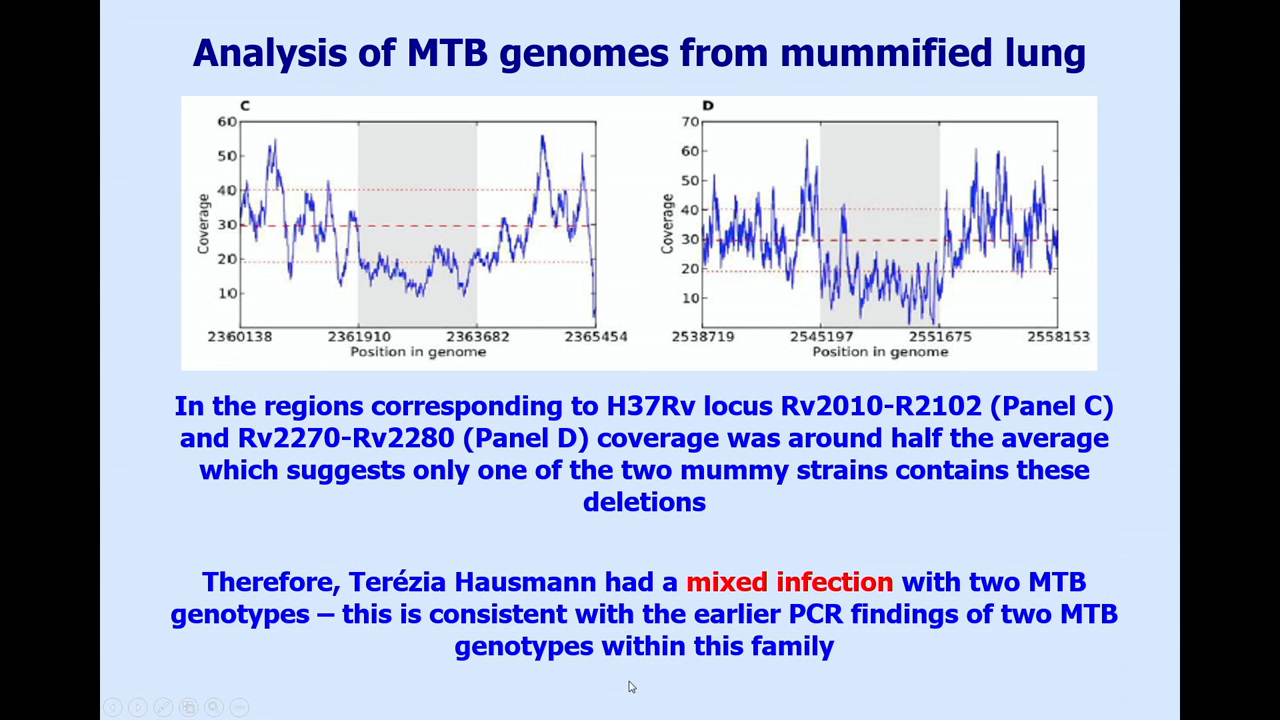 Analysis of MTB genomes from mummified lung
C
60
50
40
30
20
10
Coverage
2360138 2361910 2363682 2365454
Position in genome
D
70
60
50
40
30
20
10
Coverage
2538719 2545197 2551675 2558153
Position in genome
In the regions corresponding to H37Rv locus Rv2010-R2102 (Panel C)
and Rv2270-Rv2280 (Panel D) coverage was around half the average
which suggests only one of the two mummy strains contains these
deletions
Therefore, Terézia Hausmann had a mixed infection with two MTB
genotypes – this is consistent with the earlier PCR findings of two MTB
genotypes within this family